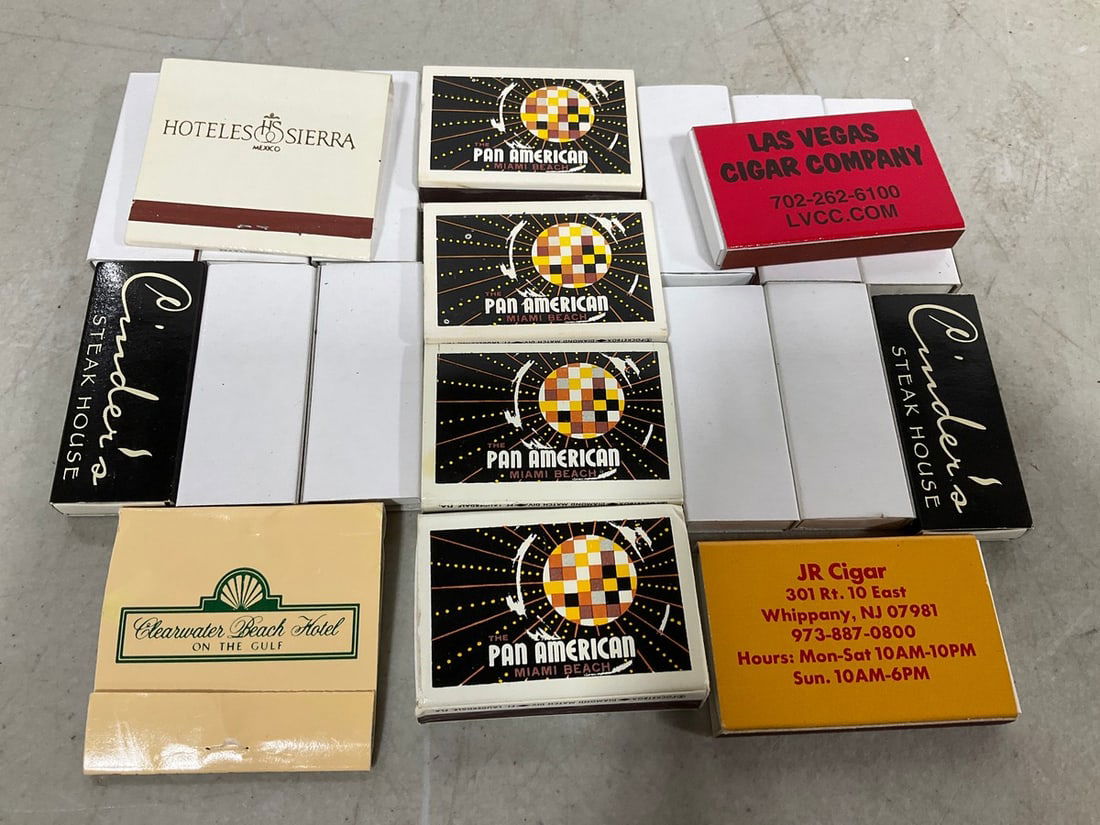 HOTELES HS SIERRA
MEXICO
THE
PAN AMERICAN
MIAMI BEACH
LAS VEGAS
CIGAR COMPANY
702-262-6100
LVCC.COM
THE
PAN AMERICAN
MIAMI BEACH
Cinder's
STEAK HOUSE
THE
PAN AMERICAN
MIAMI BEACH
Cinder's
STEAK HOUSE
Clearwater Beach Hotel
ON THE GULF
THE
PAN AMERICAN
MIAMI BEACH
JR Cigar
301 Rt. 10 East
Whippany, NJ 07981
973-887-0800
Hours: Mon-Sat 10AM-10PM
Sun. 10AM-6PM